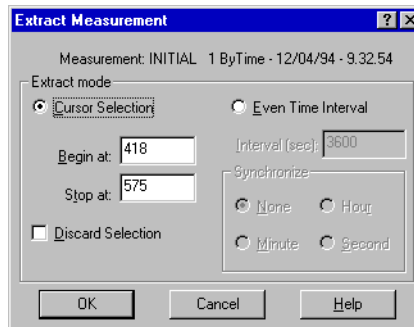 Extract Measurement
Measurement: INITIAL 1 ByTime - 12/04/94 - 9.32.54
Extract mode
Cursor Selection
Even Time Interval
Begin at: 418
Interval (sec): 3600
Stop at: 575
Synchronize
None
Hour
Discard Selection
Minute
Second
OK
Cancel
Help